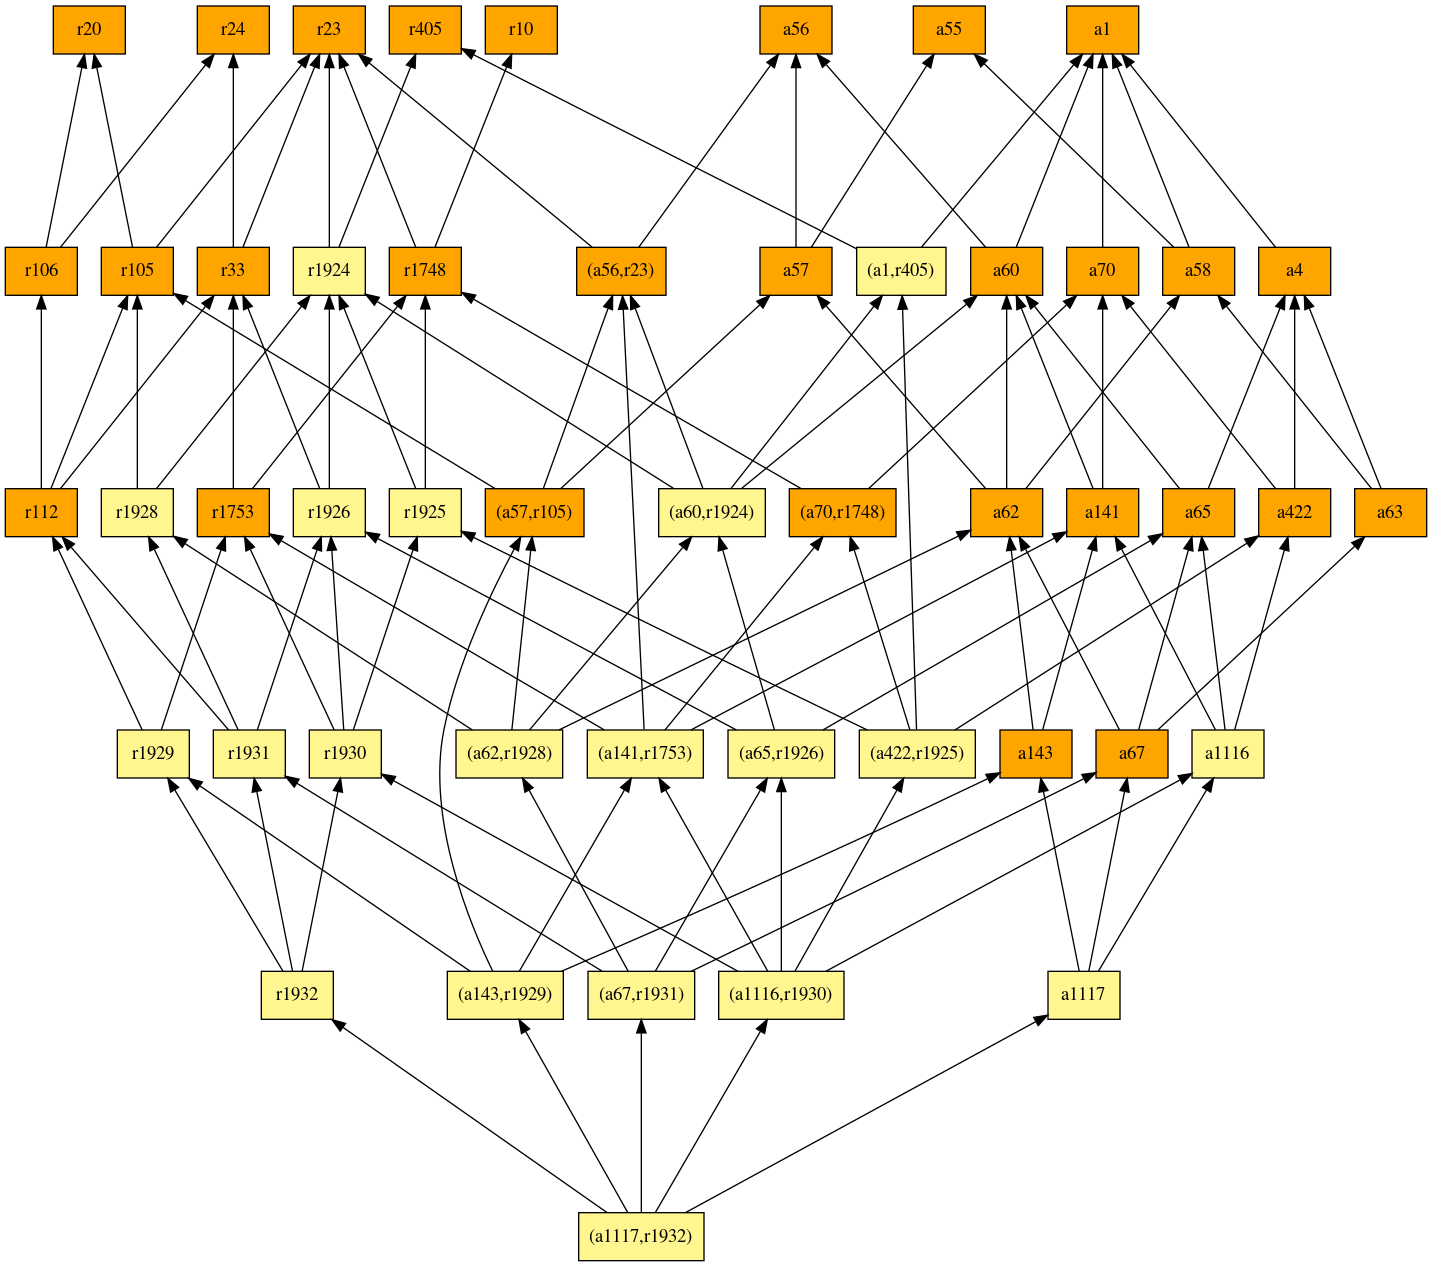 r20
r24
r23
r405
r10
a56
a55
a1
r106
r105
r33
r1924
r1748
(a56,r23)
a57
(a1,r405)
a60
a70
a58
a4
r112
r1928
r1753
r1926
r1925
(a57,r105)
(a60,r1924)
(a70,r1748)
a62
a141
a65
a422
a63
r1929
r1931
r1930
(a62,r1928)
(a141,r1753)
(a65,r1926)
(a422,r1925)
a143
a67
a1116
r1932
(a143,r1929)
(a67,r1931)
(a1116,r1930)
a1117
(a1117,r1932)